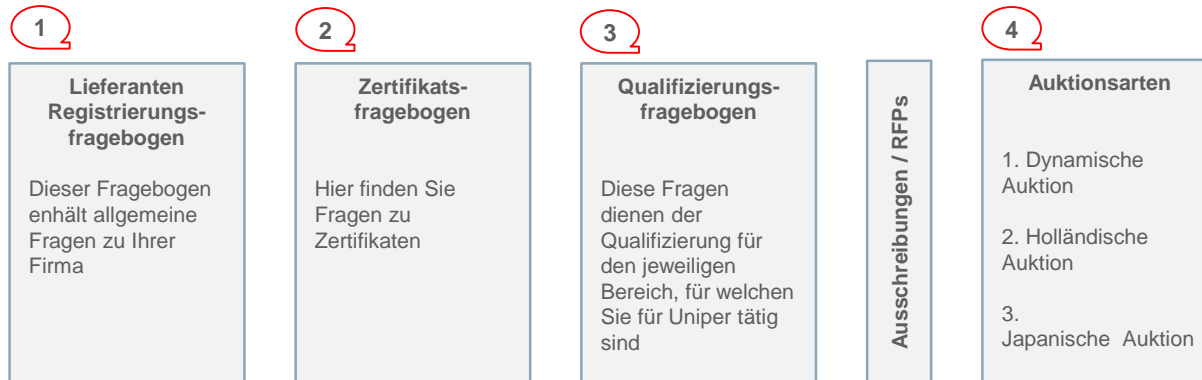 1
Lieferanten
Registrierungs-
fragebogen
Dieser Fragebogen
enhält allgemeine
Fragen zu Ihrer
Firma
2
Zertifikats-
fragebogen
Hier finden Sie
Fragen zu
Zertifikaten
3
Qualifizierungs-
fragebogen
Diese Fragen
dienen der
Qualifizierung für
den jeweiligen
Bereich, für welchen
Sie für Uniper tätig
sind
Ausschreibungen / RFPs
4
Auktionsarten
1. Dynamische
Auktion
2. Holländische
Auktion
3.
Japanische Auktion